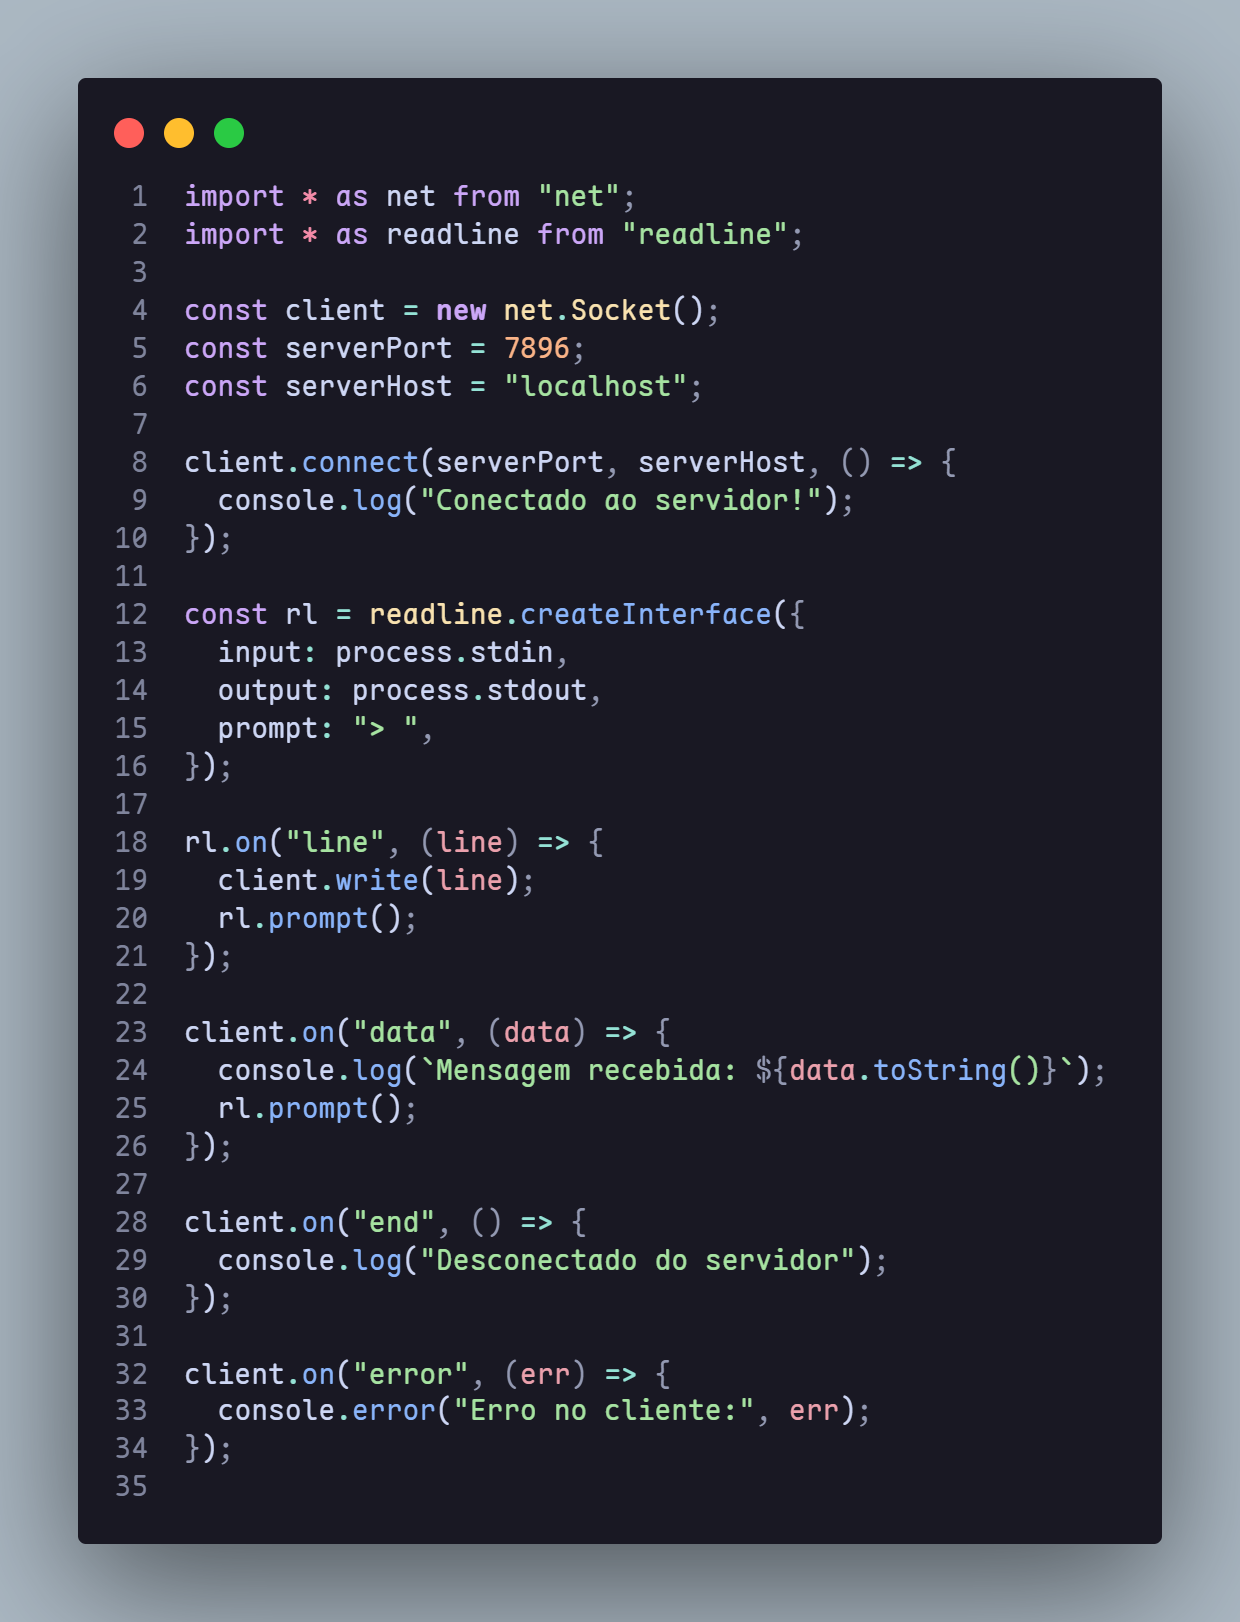 1 import * as net from "net";
2 import * as readline from "readline";
3
4 const client = new net.Socket();
5 const serverPort = 7896;
6 const serverHost = "localhost";
7
8 client.connect(serverPort, serverHost, () => {
9   console.log("Conectado ao servidor!");
10 });
11
12 const rl = readline.createInterface({
13   input: process.stdin,
14   output: process.stdout,
15   prompt: "> ",
16 });
17
18 rl.on("line", (line) => {
19   client.write(line);
20   rl.prompt();
21 });
22
23 client.on("data", (data) => {
24   console.log(`Mensagem recebida: ${data.toString()}`);
25   rl.prompt();
26 });
27
28 client.on("end", () => {
29   console.log("Desconectado do servidor");
30 });
31
32 client.on("error", (err) => {
33   console.error("Erro no cliente:", err);
34 });
35